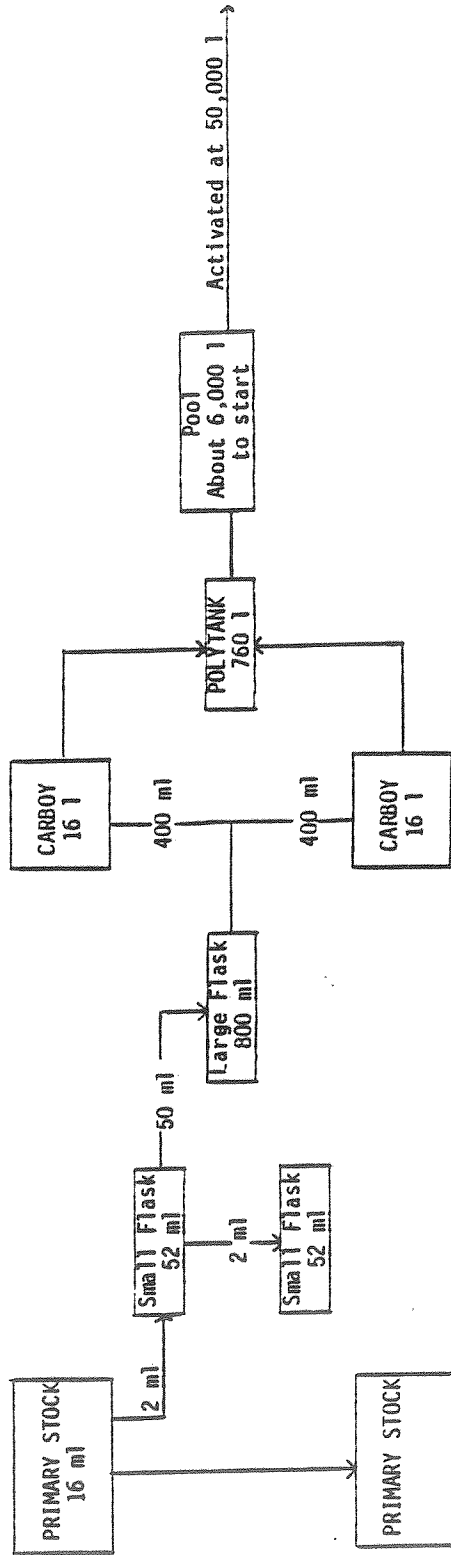 PRIMARY STOCK
16 ml
2 ml
PRIMARY STOCK
Small Flask
52 ml
2 ml
Small Flask
52 ml
50 ml
Large Flask
800 ml
400 ml
400 ml
CARBOY
16 l
CARBOY
16 l
POLYTANK
760 l
Pool
About 6,000 l
to start
Activated at 50,000 l